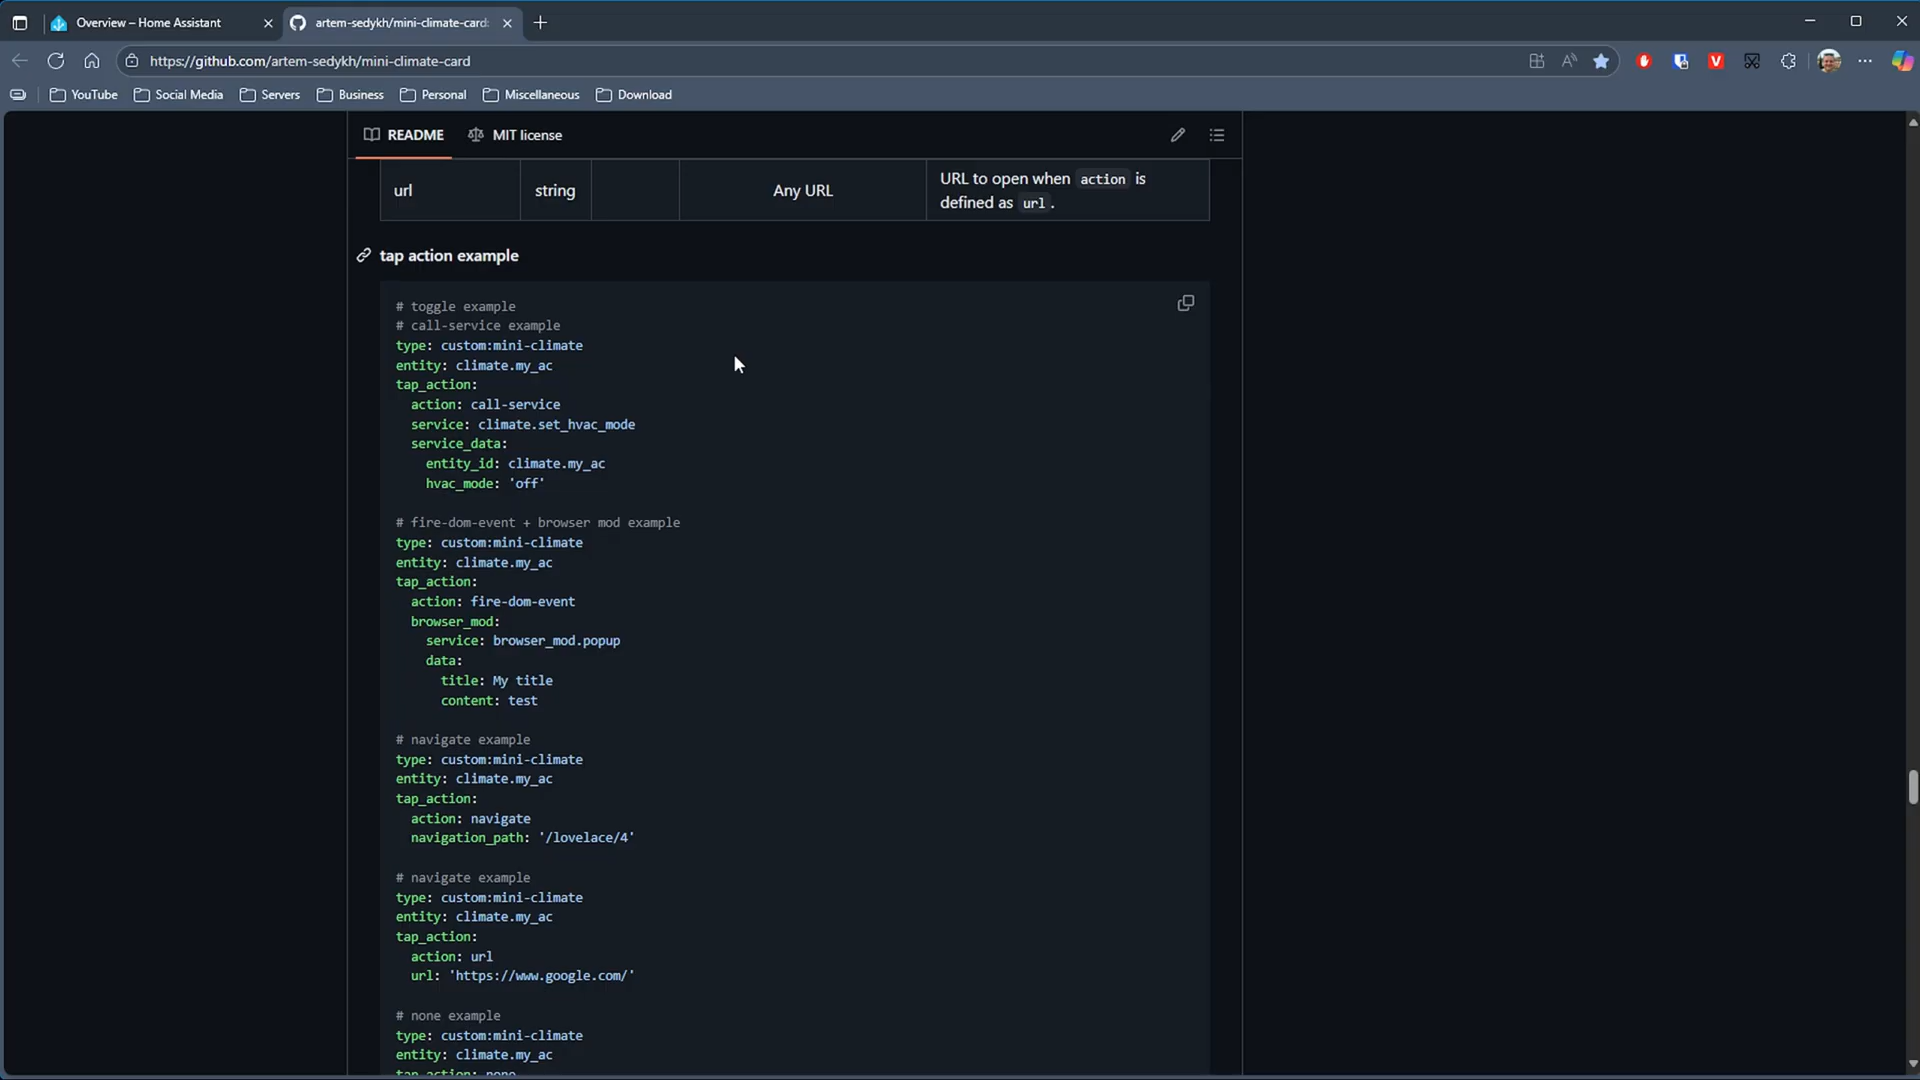 Overview – Home Assistant
artem-sedykh/mini-climate-card:
https://github.com/artem-sedykh/mini-climate-card
YouTube
Social Media
Servers
Business
Personal
Miscellaneous
Download
README
MIT license
url
string
Any URL
URL to open when action is
defined as url .
tap action example
# toggle example
# call-service example
type: custom:mini-climate
entity: climate.my_ac
tap_action:
action: call-service
service: climate.set_hvac_mode
service_data:
entity_id: climate.my_ac
hvac_mode: 'off'
# fire-dom-event + browser mod example
type: custom:mini-climate
entity: climate.my_ac
tap_action:
action: fire-dom-event
browser_mod:
service: browser_mod.popup
data:
title: My title
content: test
# navigate example
type: custom:mini-climate
entity: climate.my_ac
tap_action:
action: navigate
navigation_path: '/lovelace/4'
# navigate example
type: custom:mini-climate
entity: climate.my_ac
tap_action:
action: url
url: 'https://www.google.com/'
# none example
type: custom:mini-climate
entity: climate.my_ac
tap_action: none